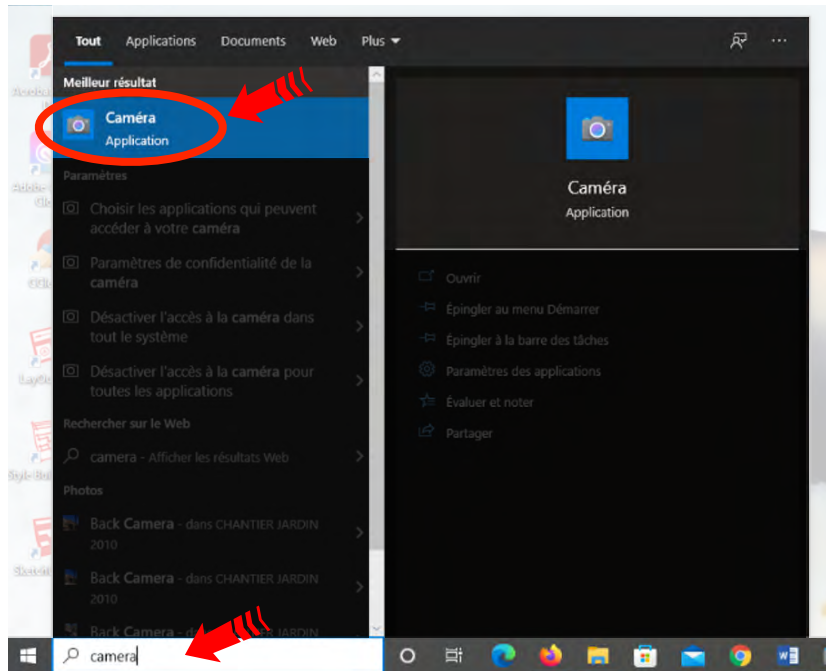 Tout Applications Documents Web Plus
Meilleur résultat
Caméra
Application
Paramètres
Choisir les applications qui peuvent
accéder à votre caméra
Paramètres de confidentialité de la
caméra
Désactiver l'accès à la caméra dans
tout le système
Désactiver l'accès à la caméra pour
toutes les applications
Rechercher sur le Web
camera - Afficher les résultats Web
Photos
Back Camera - dans CHANTIER JARDIN
2010
Back Camera - dans CHANTIER JARDIN
2010
Back Camera - JARDIN
camera
Caméra
Application
Ouvrir
Épingler au menu Démarrer
Épingler à la barre des tâches
Paramètres des applications
Évaluer et noter
Partager